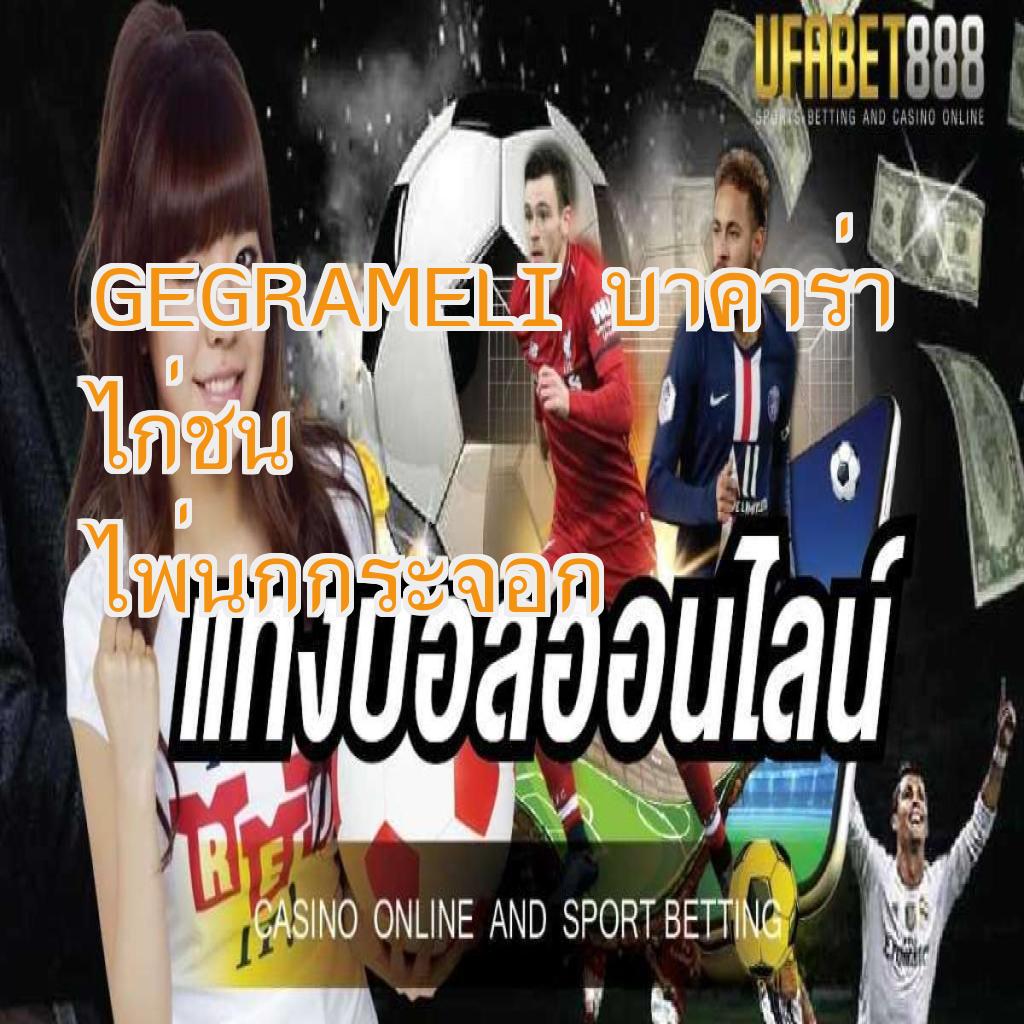 UFABET888
SPORTS BETTING AND CASINO ONLINE
GEGRAMELI บาคาร่า
ไก่ชน
ไพ่นกกระจอก
แทงบอลออนไลน์
CASINO ONLINE AND SPORT BETTING